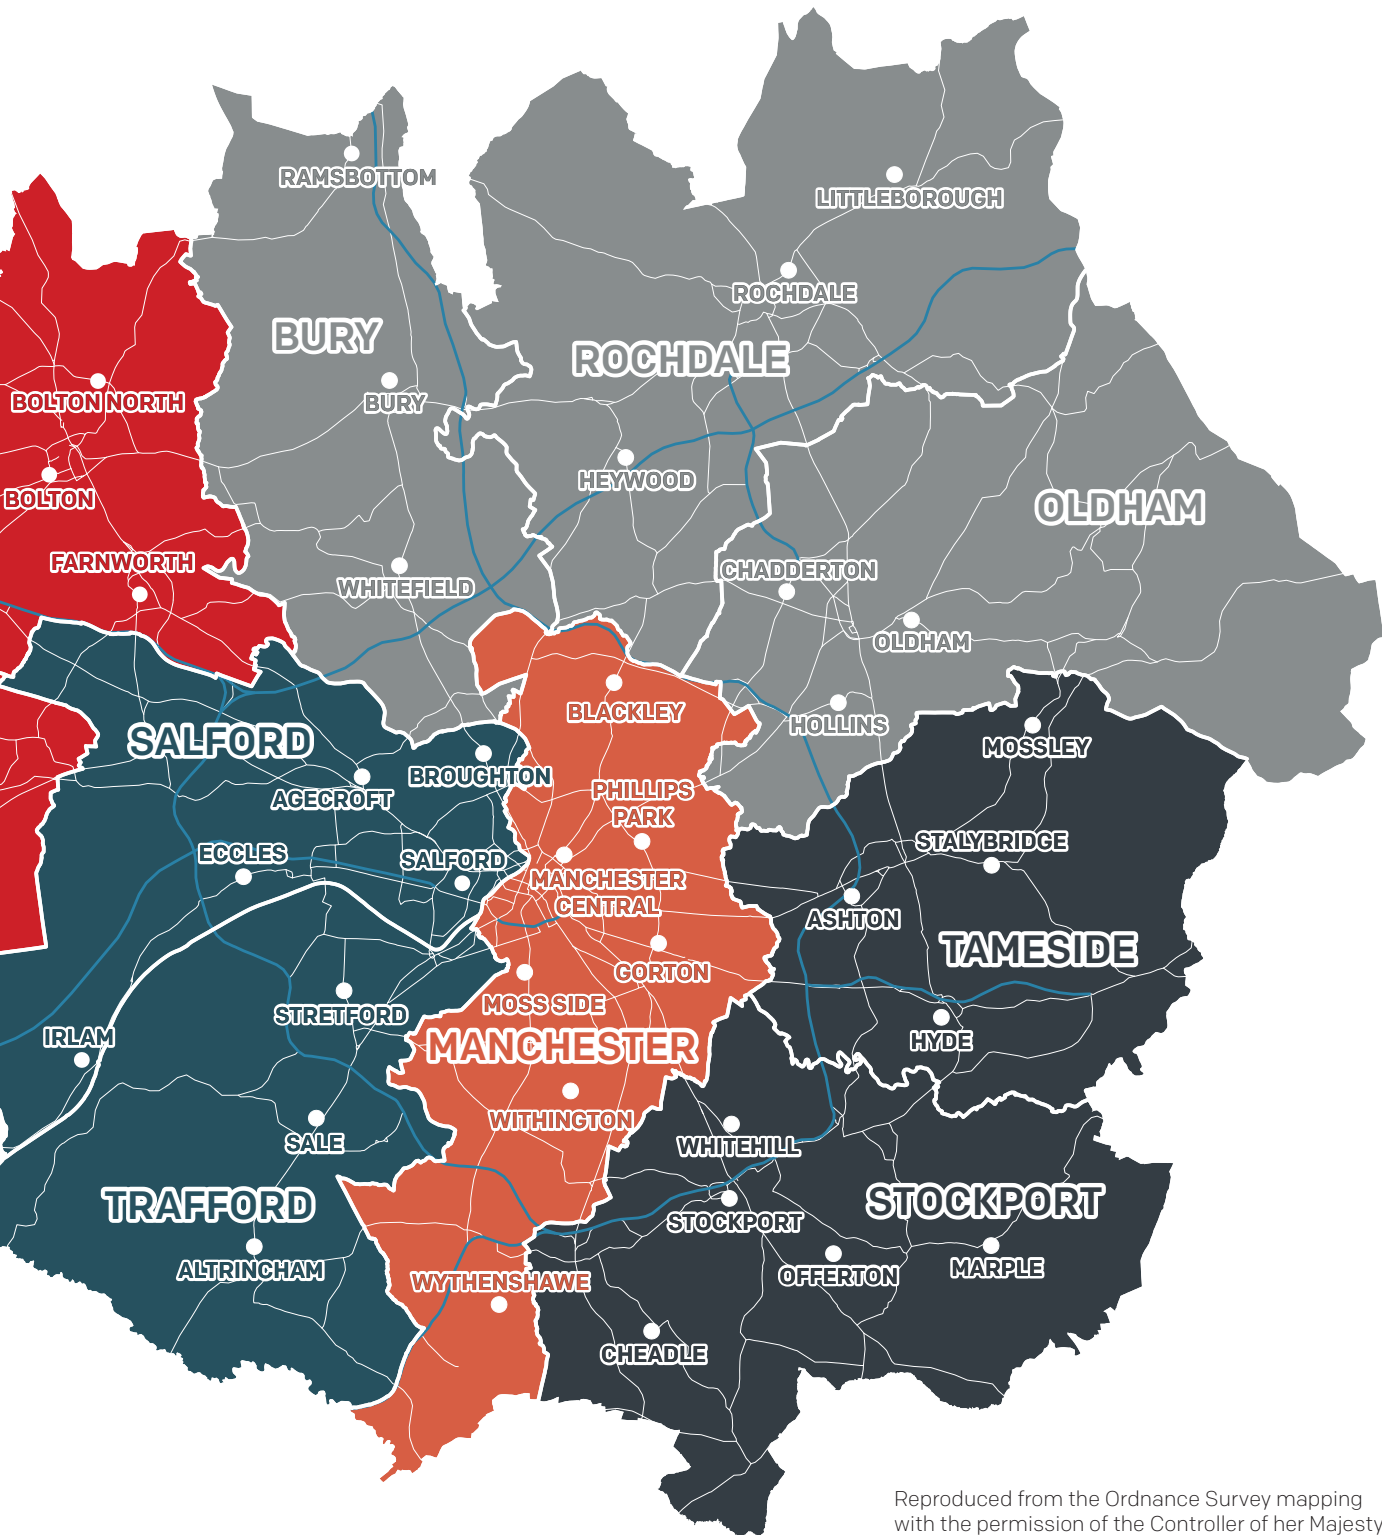 RAMSBOTTOM
LITTLEBOROUGH
ROCHDALE
BURY
ROCHDALE
BOLTON NORTH
BURY
HEYWOOD
BOLTON
OLDHAM
FARNWORTH
CHADDERTON
WHITEFIELD
OLDHAM
BLACKLEY
HOLLINS
SALFORD
MOSSLEY
BROUGHTON
AGECROFT
PHILLIPS
PARK
STALYBRIDGE
ECCLES
SALFORD
MANCHESTER
CENTRAL
ASHTON
TAMESIDE
GORTON
MOSS SIDE
STRETFORD
IRLAM
HYDE
MANCHESTER
WITHINGTON
SALE
WHITEHILL
TRAFFORD
STOCKPORT
STOCKPORT
ALTRINCHAM
MARPLE
OFFERTON
WYTHENSHAWE
CHEADLE
Reproduced from the Ordnance Survey mapping
with the permission of the Controller of her Majesty